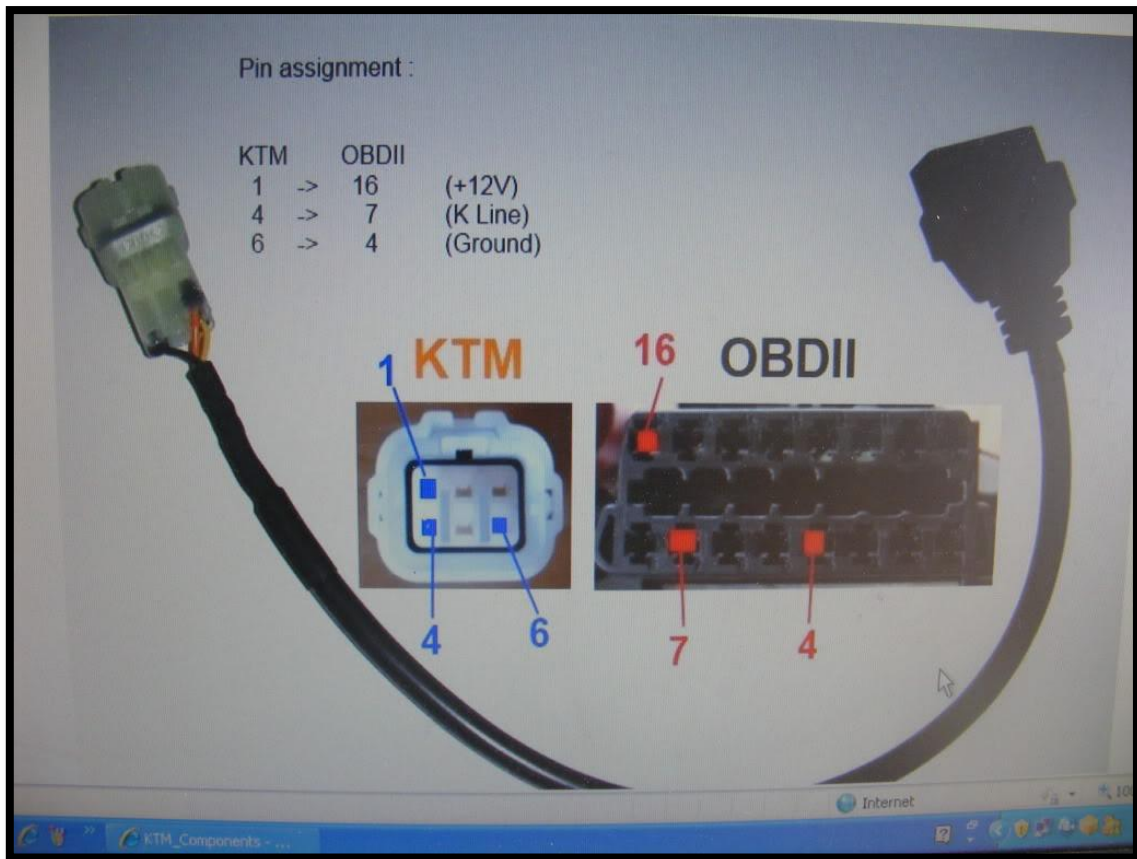 Pin assignment :
KTM OBDII
1 -> 16 (+12V)
4 -> 7 (K Line)
6 -> 4 (Ground)
KTM
OBDII
1
16
4
6
7
4
Internet
100
KTM_Components - ...